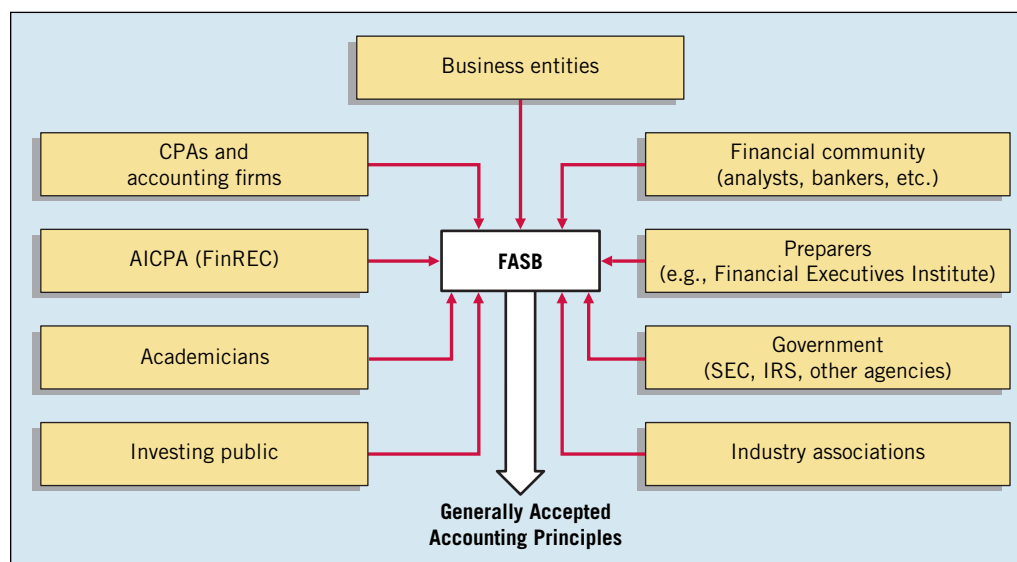 Business entities
CPAs and
accounting firms
Financial community
(analysts, bankers, etc.)
AICPA (FinREC)
FASB
Preparers
(e.g., Financial Executives Institute)
Academicians
Government
(SEC, IRS, other agencies)
Investing public
Industry associations
Generally Accepted
Accounting Principles